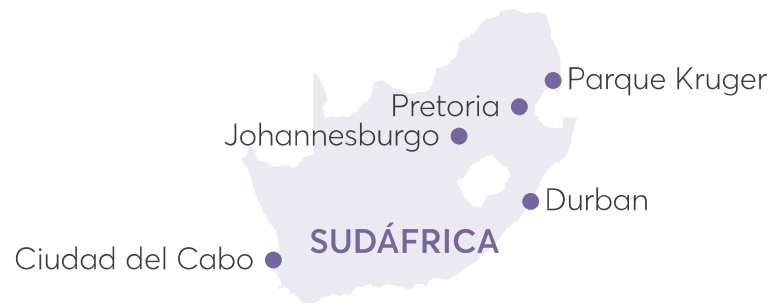 Parque Kruger
Pretoria
Johannesburgo
Durban
SUDÁFRICA
Ciudad del Cabo